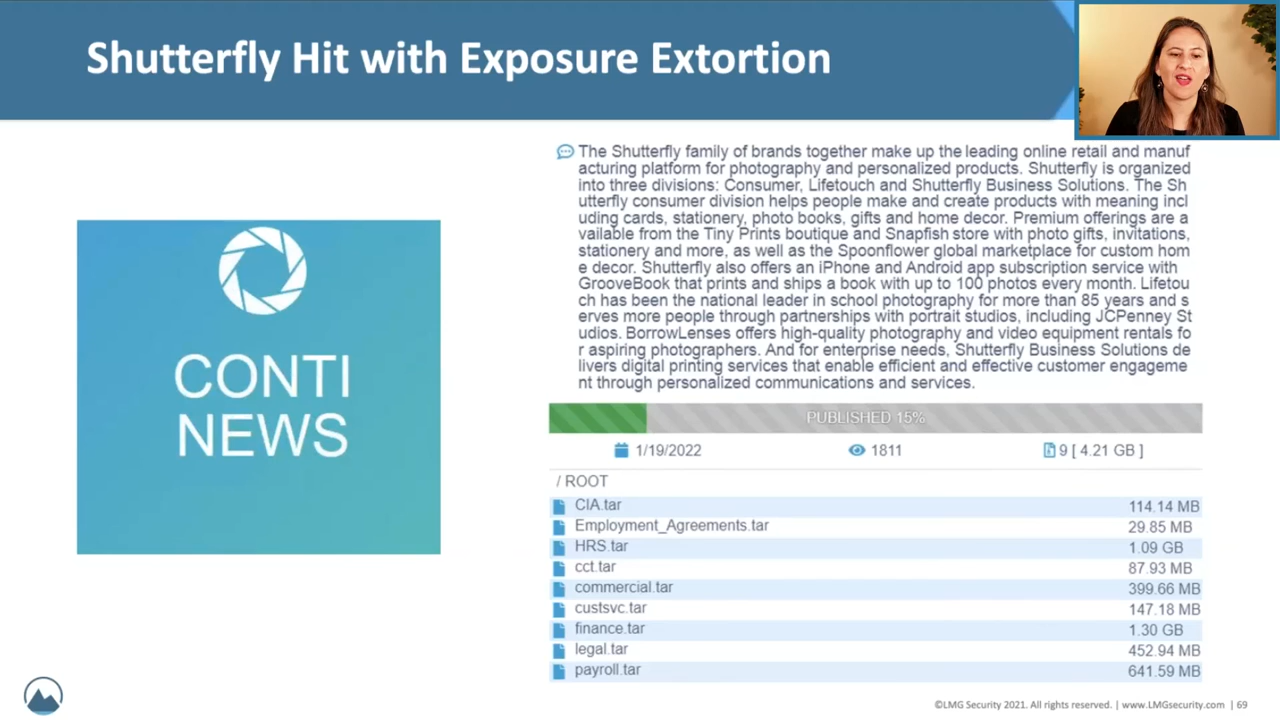 Shutterfly Hit with Exposure Extortion
CONTI
NEWS
The Shutterfly family of brands together make up the leading online retail and manuf
acturing platform for photography and personalized products. Shutterfly is organized
into three divisions: Consumer, Lifetouch and Shutterfly Business Solutions. The Sh
utterfly consumer division helps people make and create products with meaning incl
uding cards, stationery, photo books, gifts and home decor. Premium offerings are a
vailable from the Tiny Prints boutique and Snapfish store with photo gifts, invitations,
stationery and more, as well as the Spoonflower global marketplace for custom hom
e decor. Shutterfly also offers an iPhone and Android app subscription service with
GrooveBook that prints and ships a book with up to 100 photos every month. Lifetou
ch has been the national leader in school photography for more than 85 years and s
erves more people through partnerships with portrait studios, including JCPenney St
udios. BorrowLenses offers high-quality photography and video equipment rentals fo
r aspiring photographers. And for enterprise needs, Shutterfly Business Solutions de
livers digital printing services that enable efficient and effective customer engageme
nt through personalized communications and services.
PUBLISHED 15%
1/19/2022 1811 9 [ 4.21 GB ]
/ ROOT
CIA.tar 114.14 MB
Employment_Agreements.tar 29.85 MB
HRS.tar 1.09 GB
cct.tar 87.93 MB
commercial.tar 399.66 MB
custsvc.tar 147.18 MB
finance.tar 1.30 GB
legal.tar 452.94 MB
payroll.tar 641.59 MB
©LMG Security 2021. All rights reserved. | www.LMGsecurity.com | 69